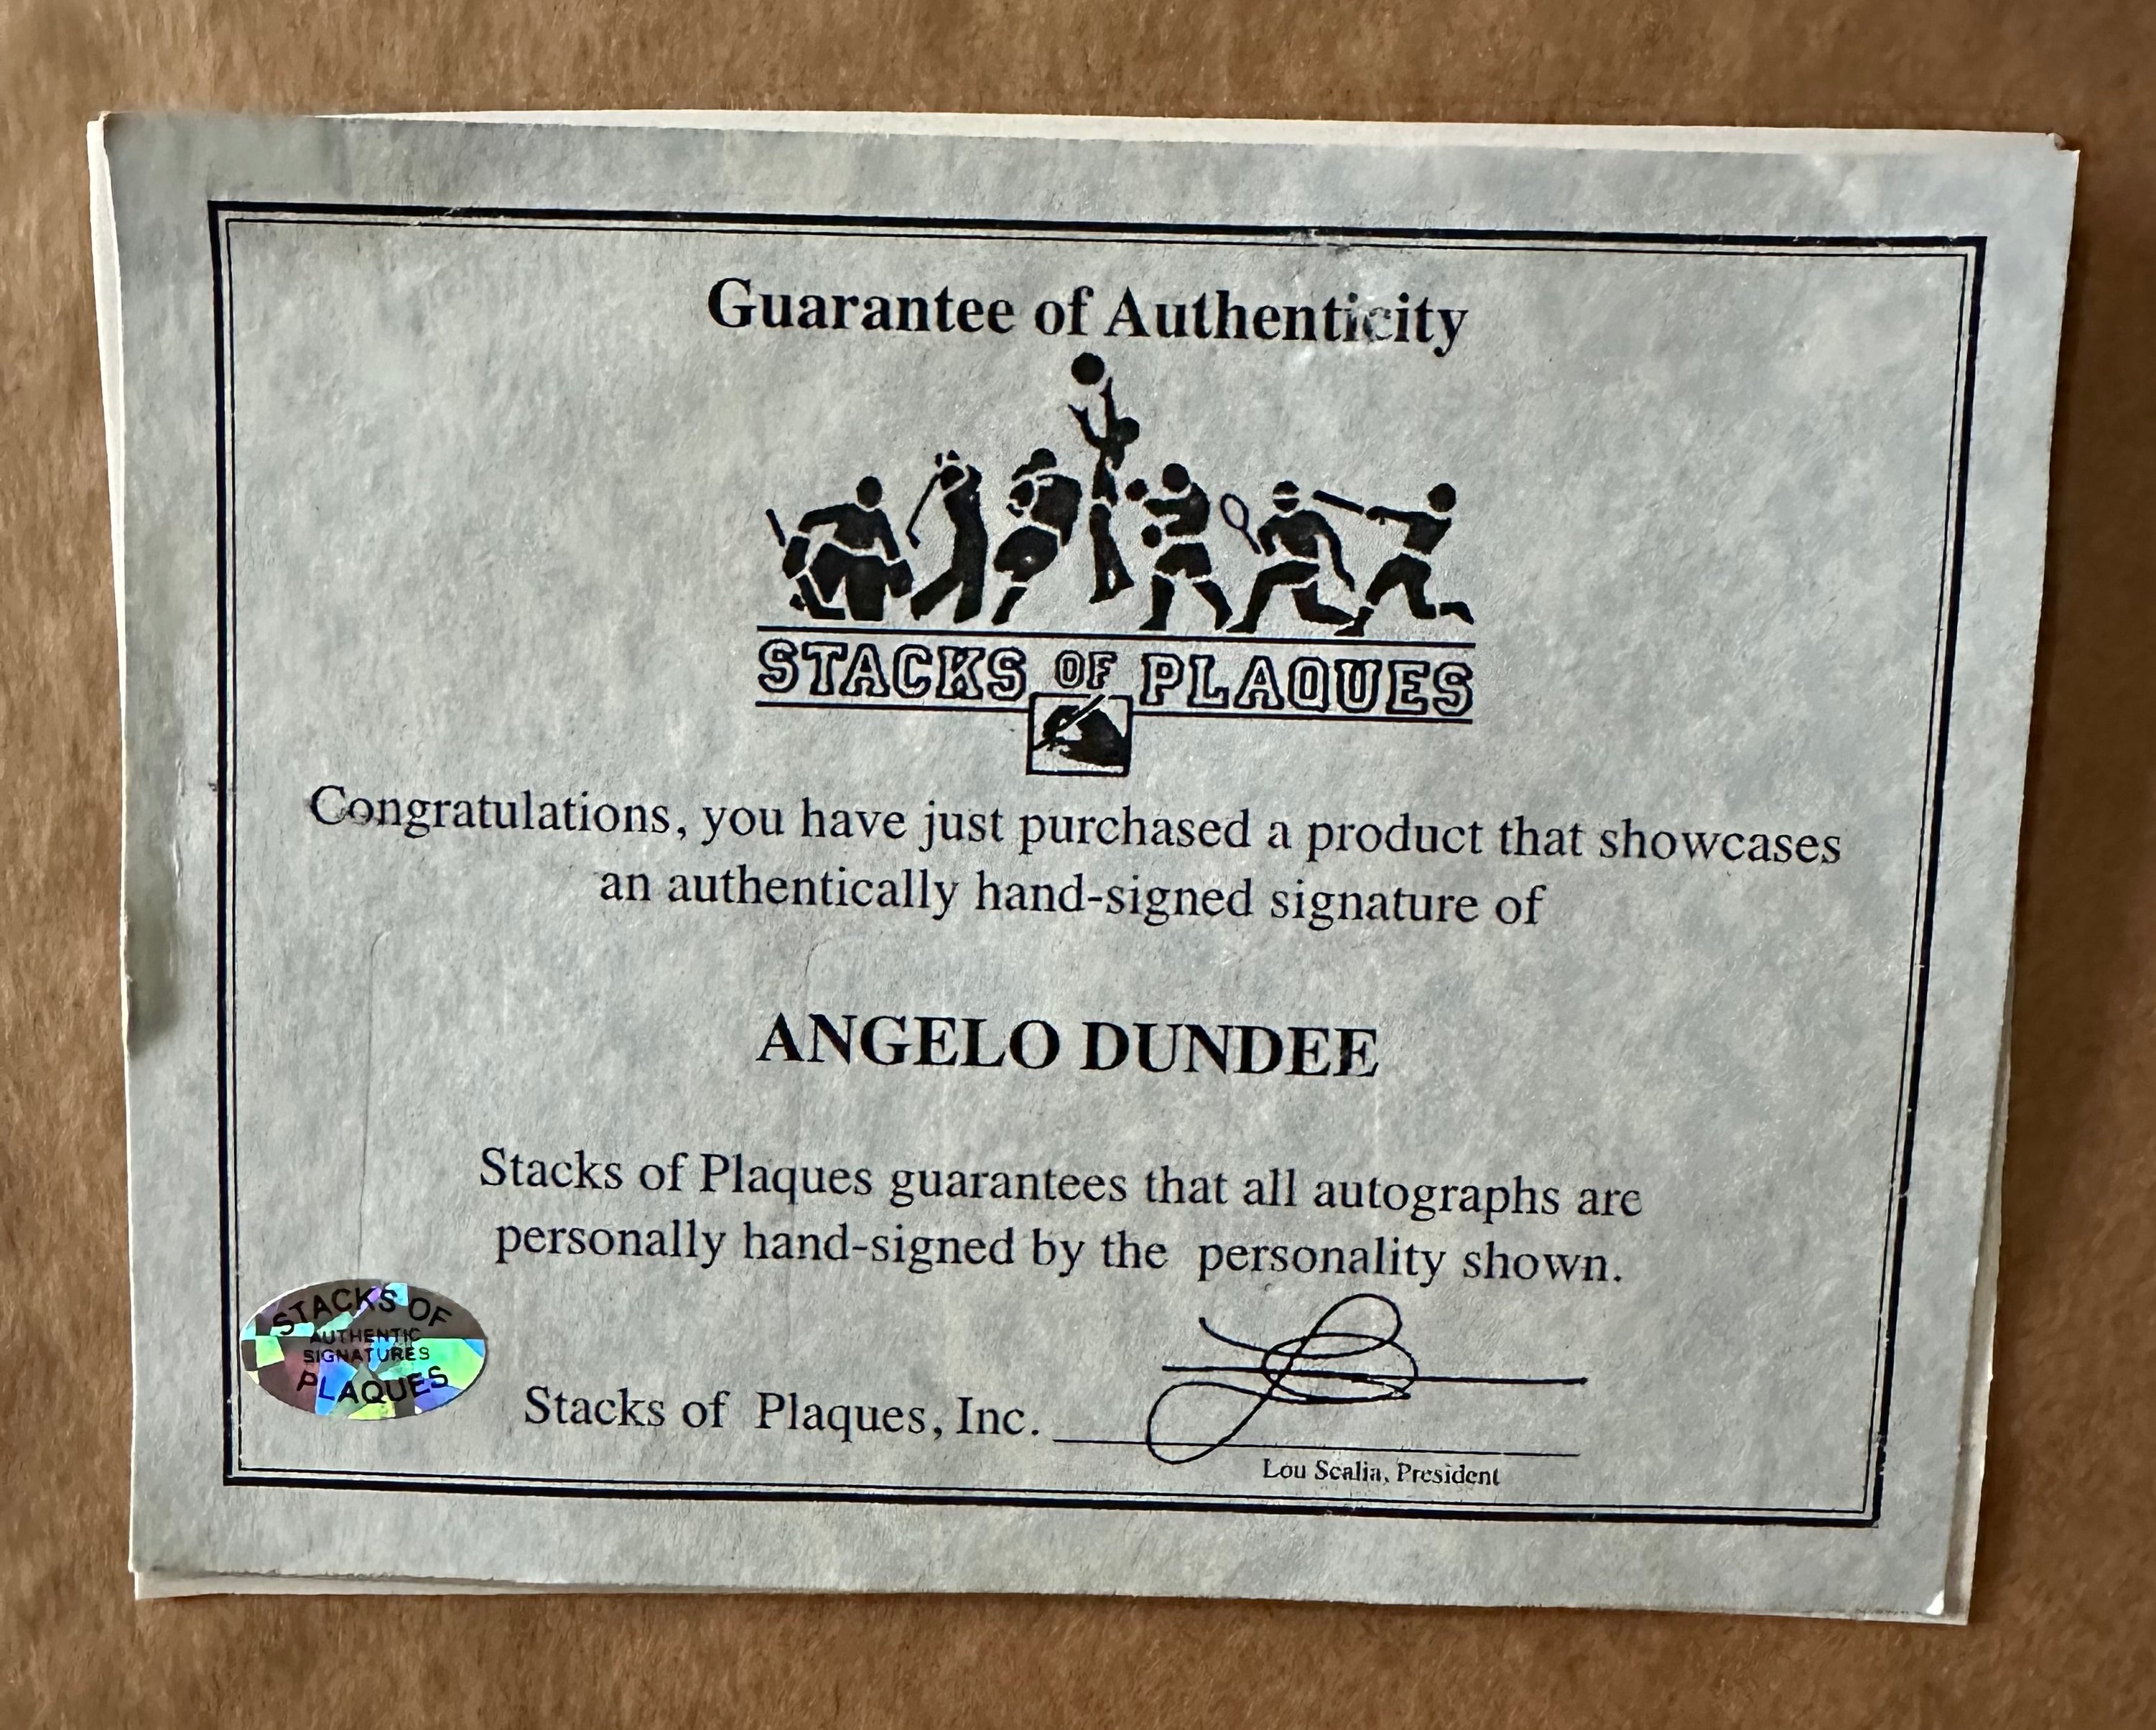 Guarantee of Authenticity
STACKS OF PLAQUES
Congratulations, you have just purchased a product that showcases
an authentically hand-signed signature of
ANGELO DUNDEE
Stacks of Plaques guarantees that all autographs are
personally hand-signed by the personality shown.
STACKS OF
AUTHENTIC
SIGNATURES
PLAQUES
Stacks of Plaques, Inc.
Lou Scalia, President